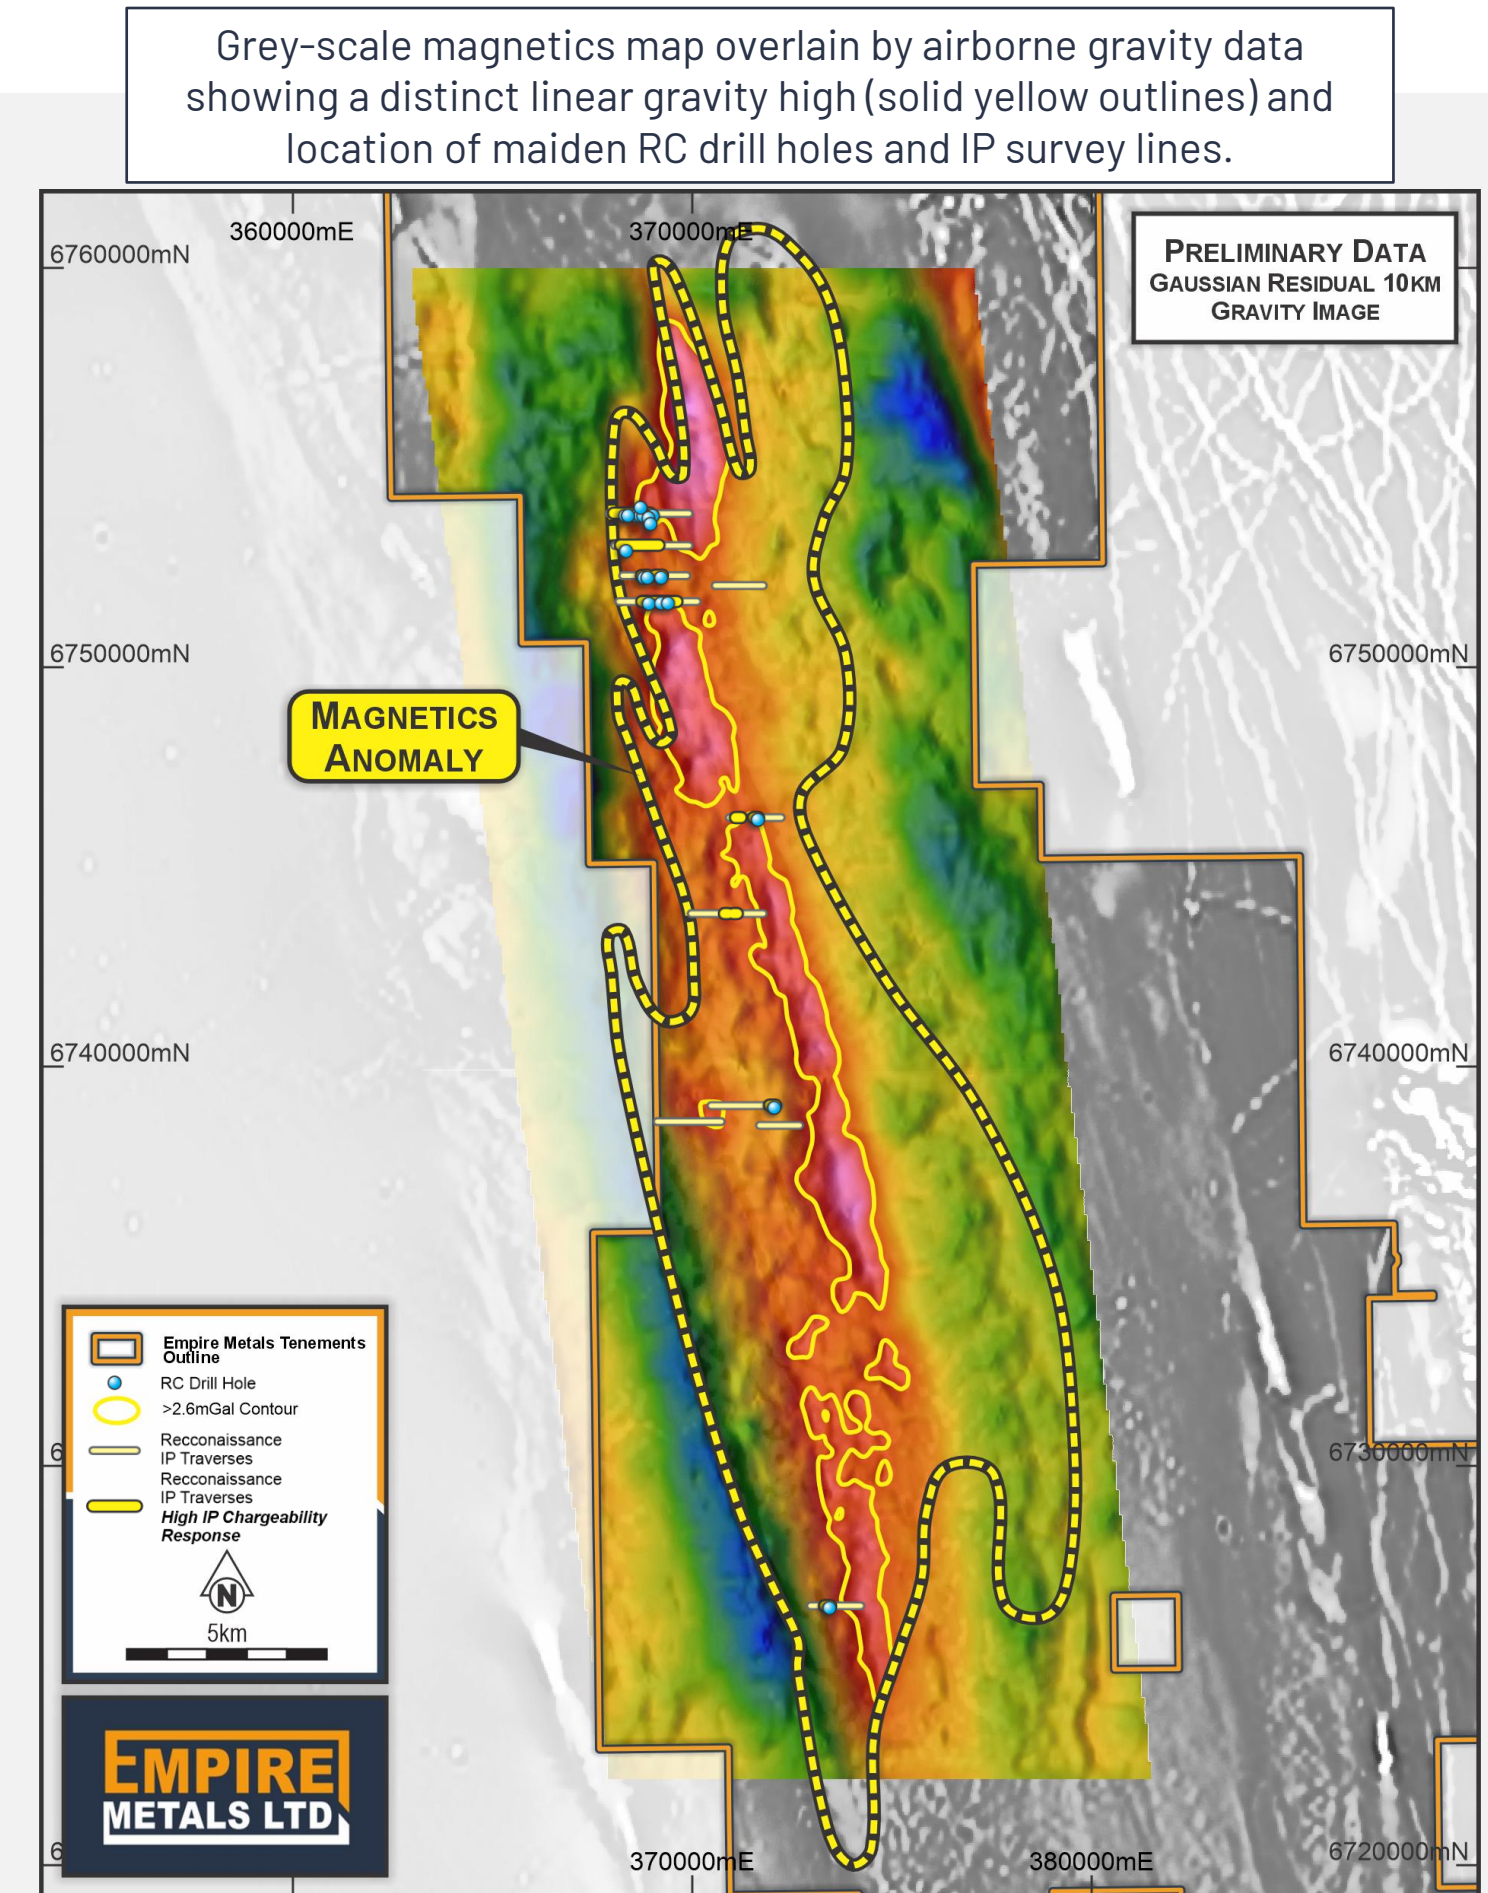 Grey-scale magnetics map overlain by airborne gravity data
showing a distinct linear gravity high (solid yellow outlines) and
location of maiden RC drill holes and IP survey lines.
360000mE
370000mE
6760000mN
PRELIMINARY DATA
GAUSSIAN RESIDUAL 10KM
GRAVITY IMAGE
6750000mN
6750000mN
MAGNETICS
ANOMALY
6740000mN
6740000mN
Empire Metals Tenements
Outline
RC Drill Hole
>2.6mGal Contour
Recconaissance
IP Traverses
Recconaissance
IP Traverses
High IP Chargeability
Response
N
5km
6
6730000mN
EMPIRE
METALS LTD
6
370000mE
380000mE
6720000mN